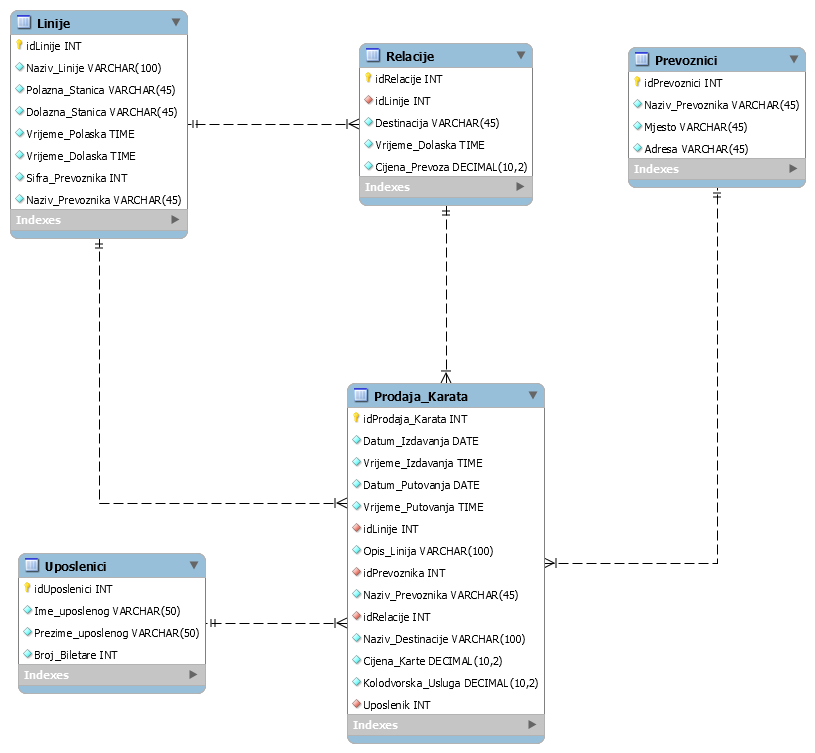 Linije
idLinije INT
Naziv_Linije VARCHAR(100)
Polazna_Stanica VARCHAR(45)
Dolazna_Stanica VARCHAR(45)
Vrijeme_Polaska TIME
Vrijeme_Dolaska TIME
Sifra_Prevoznika INT
Naziv_Prevoznika VARCHAR(45)
Indexes
Relacije
idRelacije INT
idLinije INT
Destinacija VARCHAR(45)
Vrijeme_Dolaska TIME
Cijena_Prevoza DECIMAL(10,2)
Indexes
Prevoznici
idPrevoznici INT
Naziv_Prevoznika VARCHAR(45)
Mjesto VARCHAR(45)
Adresa VARCHAR(45)
Indexes
Prodaja_Karata
idProdaja_Karata INT
Datum_Izdavanja DATE
Vrijeme_Izdavanja TIME
Datum_Putovanja DATE
Vrijeme_Putovanja TIME
idLinije INT
Opis_Linija VARCHAR(100)
idPrevoznika INT
Naziv_Prevoznika VARCHAR(45)
idRelacije INT
Naziv_Destinacije VARCHAR(100)
Cijena_Karte DECIMAL(10,2)
Kolodvorska_Usluga DECIMAL(10,2)
Uposlenik INT
Indexes
Uposlenici
idUposlenici INT
Ime_uposlenog VARCHAR(50)
Prezime_uposlenog VARCHAR(50)
Broj_Biletare INT
Indexes